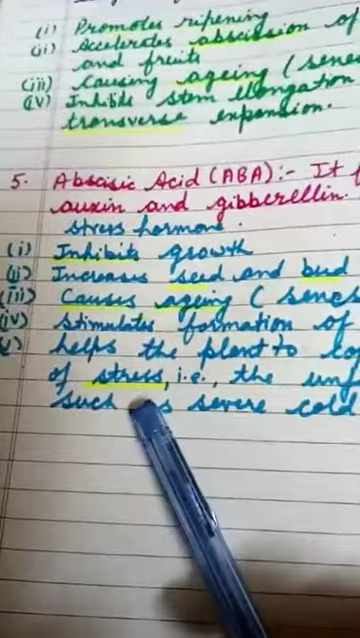 (i) Promotes ripening
(ii) Accelerates abscission of
and fruits
(iii) Causing ageing (senes
(iv) Inhibits stem elongation
transverse expansion.
5. Abscisic Acid (ABA):- It
auxin and gibberellin.
stress hormone.
(i) Inhibits growth
(ii) Increases seed and bud
(iii) Causes ageing (senes
(iv) Stimulates formation of
(v) helps the plant to co
of stress, i.e., the unf
such severe cold